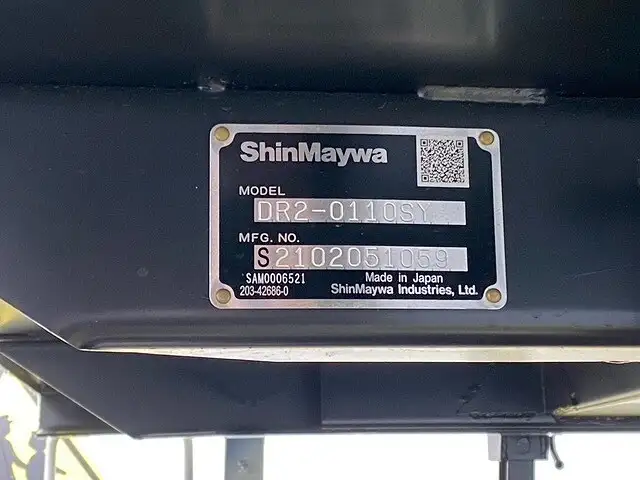 ShinMaywa
MODEL
DR2-0110SY
MFG. NO.
S2102051059
SAM0006521
Made in Japan
203-42686-0
ShinMaywa Industries, Ltd.